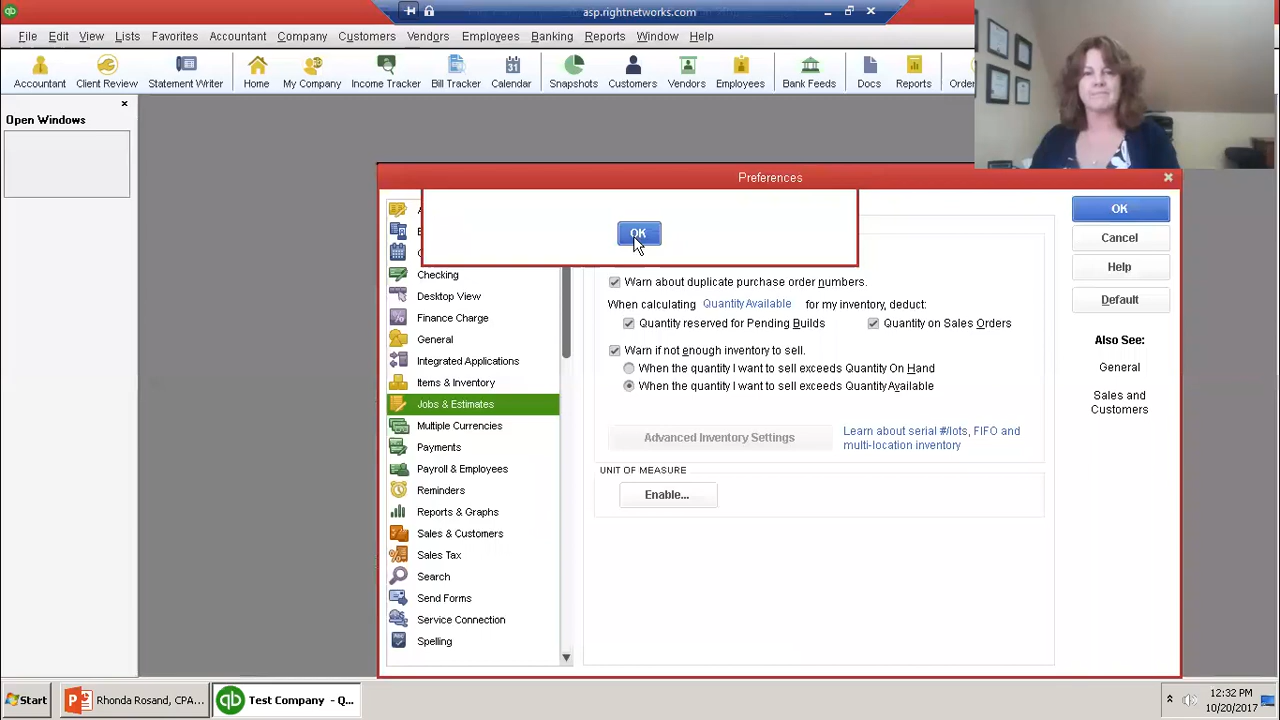 asp.rightnetworks.com
File Edit View Lists Favorites Accountant Company Customers Vendors Employees Banking Reports Window Help
Accountant Client Review Statement Writer Home My Company Income Tracker Bill Tracker Calendar Snapshots Customers Vendors Employees Bank Feeds Docs Reports
Open Windows
Preferences
OK
OK
Cancel
Help
Default
Also See:
General
Sales and
Customers
Checking
Desktop View
Finance Charge
General
Integrated Applications
Items & Inventory
Jobs & Estimates
Multiple Currencies
Payments
Payroll & Employees
Reminders
Reports & Graphs
Sales & Customers
Sales Tax
Search
Send Forms
Service Connection
Spelling
Warn about duplicate purchase order numbers.
When calculating Quantity Available for my inventory, deduct:
Quantity reserved for Pending Builds Quantity on Sales Orders
Warn if not enough inventory to sell.
When the quantity I want to sell exceeds Quantity On Hand
When the quantity I want to sell exceeds Quantity Available
Advanced Inventory Settings
Learn about serial #/lots, FIFO and
multi-location inventory
UNIT OF MEASURE
Enable...
Start Rhonda Rosand, CPA... Test Company - Q...
12:32 PM
10/20/2017